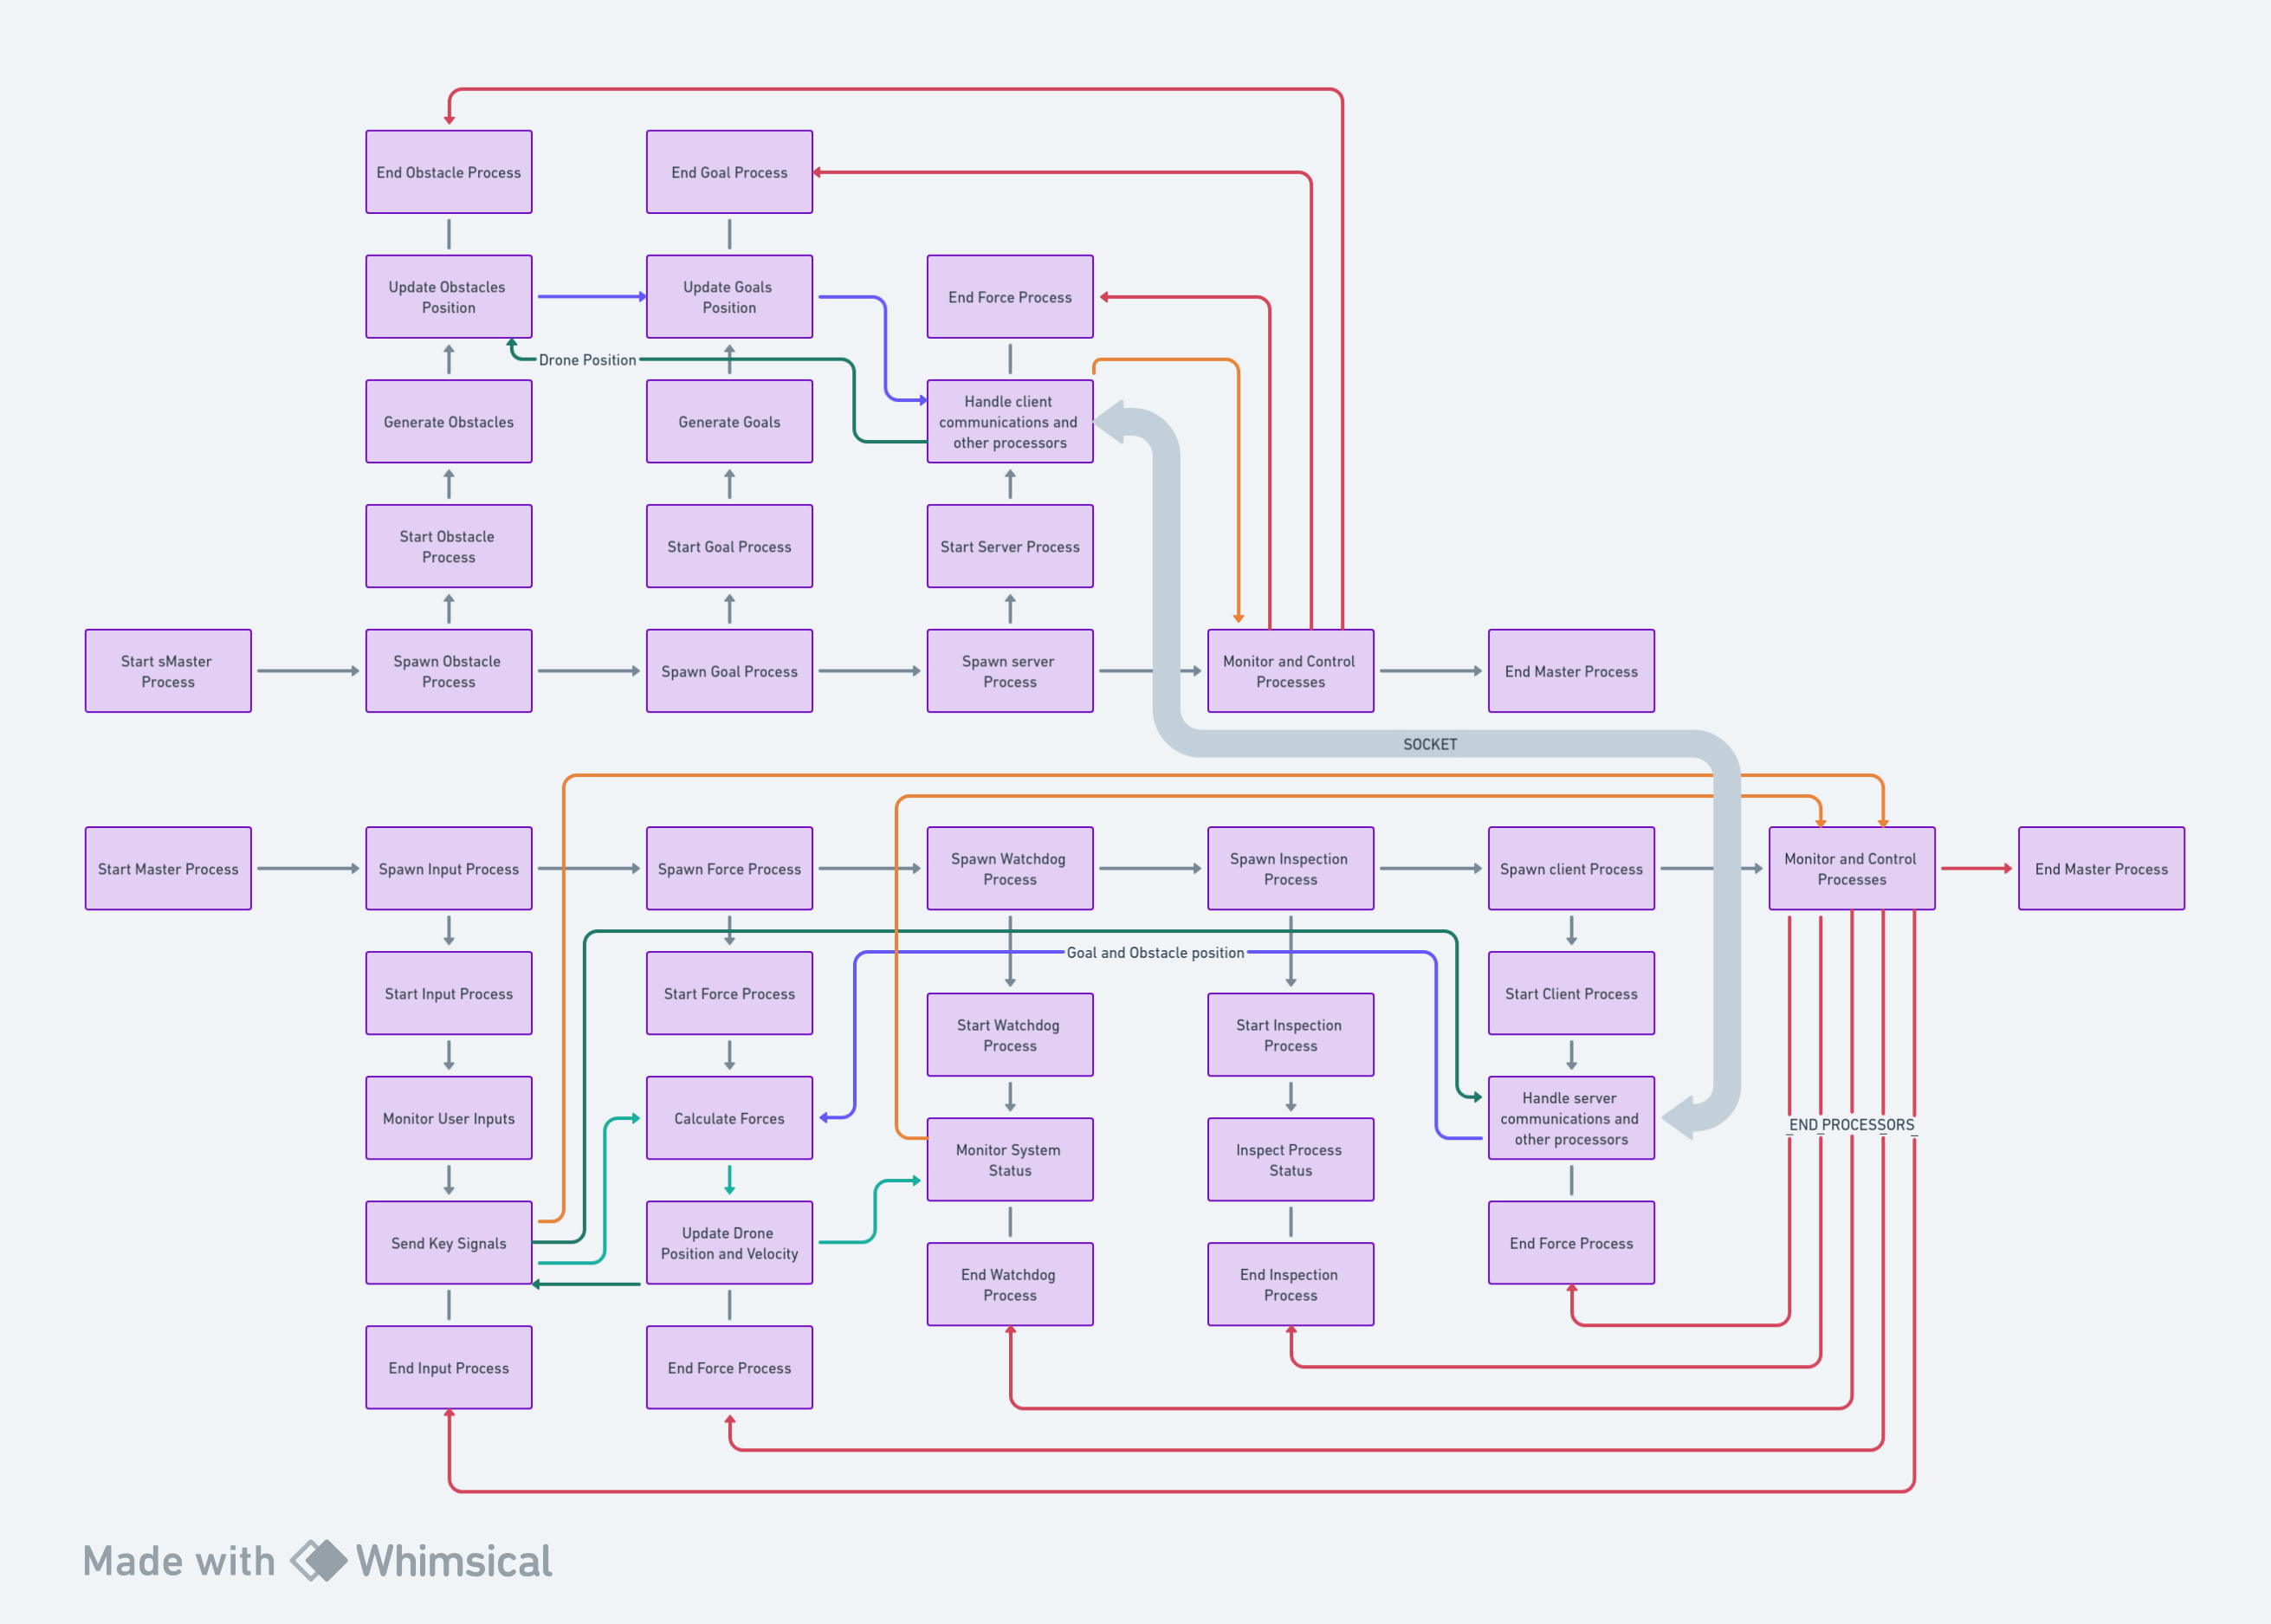 End Obstacle Process
End Goal Process
Update Obstacles
Position
Update Goals
Position
End Force Process
Drone Position
Generate Obstacles
Generate Goals
Handle client
communications and
other processors
Start Obstacle
Process
Start Goal Process
Start Server Process
Start sMaster
Process
Spawn Obstacle
Process
Spawn Goal Process
Spawn server
Process
Monitor and Control
Processes
End Master Process
SOCKET
Start Master Process
Spawn Input Process
Spawn Force Process
Spawn Watchdog
Process
Spawn Inspection
Process
Spawn client Process
Monitor and Control
Processes
End Master Process
Goal and Obstacle position
Start Input Process
Start Force Process
Start Watchdog
Process
Start Inspection
Process
Start Client Process
Monitor User Inputs
Calculate Forces
Monitor System
Status
Inspect Process
Status
Handle server
communications and
other processors
END PROCESSORS
Send Key Signals
Update Drone
Position and Velocity
End Watchdog
Process
End Inspection
Process
End Force Process
End Input Process
End Force Process
Made with Whimsical